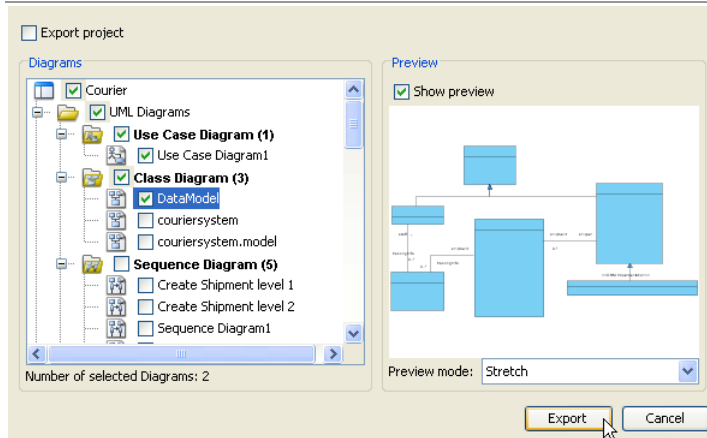 Export project
Diagrams
Courier
UML Diagrams
Use Case Diagram (1)
Use Case Diagram1
Class Diagram (3)
DataModel
couriersystem
couriersystem.model
Sequence Diagram (5)
Create Shipment level 1
Create Shipment level 2
Sequence Diagram1
Number of selected Diagrams: 2
Preview
Show preview
Preview mode: Stretch
Export Cancel